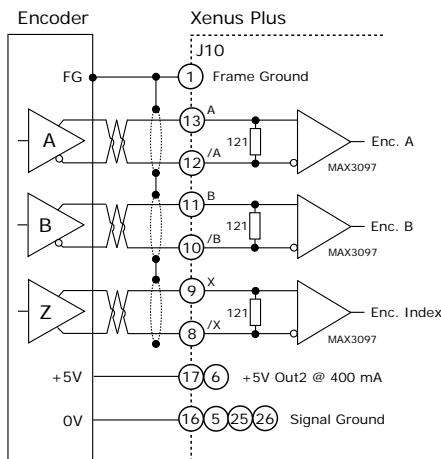 Encoder Xenus Plus
J10
FG 1 Frame Ground
A 13 A 121 MAX3097 Enc. A
12 /A
B 11 B 121 MAX3097 Enc. B
10 /B
Z 9 X 121 MAX3097 Enc. Index
8 /X
+5V 17 6 +5V Out2 @ 400 mA
0V 16 5 25 26 Signal Ground